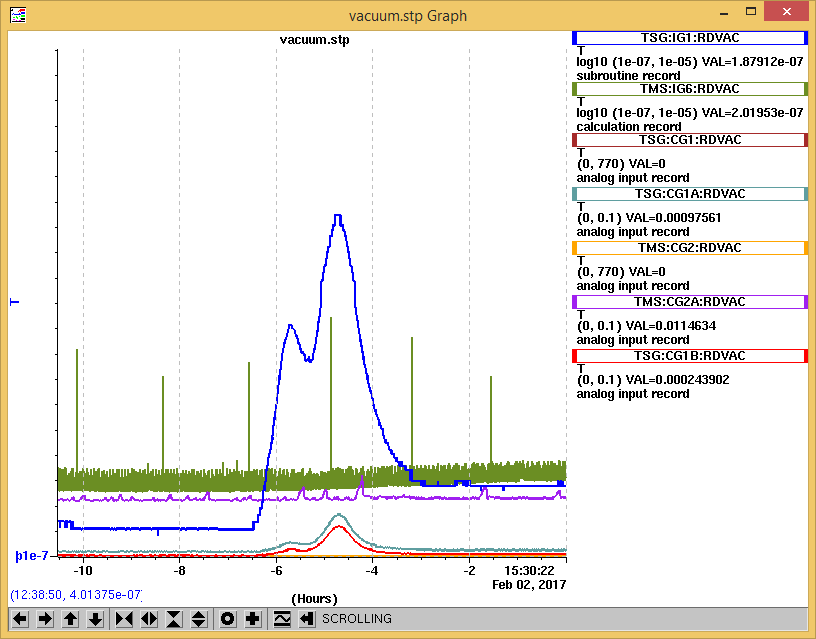 vacuum.stp Graph
vacuum.stp
TSG:IG1:RDVAC
T
log10 (1e-07, 1e-05) VAL=1.87912e-07
subroutine record
TMS:IG6:RDVAC
T
log10 (1e-07, 1e-05) VAL=2.01953e-07
calculation record
TSG:CG1:RDVAC
T
(0, 770) VAL=0
analog input record
TSG:CG1A:RDVAC
T
(0, 0.1) VAL=0.00097561
analog input record
TMS:CG2:RDVAC
T
(0, 770) VAL=0
analog input record
TMS:CG2A:RDVAC
T
(0, 0.1) VAL=0.0114634
analog input record
TSG:CG1B:RDVAC
T
(0, 0.1) VAL=0.000243902
analog input record
T
1e-7
-10 -8 -6 -4 -2 15:30:22
Feb 02, 2017
(12:38:50, 4.01375e-07)
(Hours)
SCROLLING